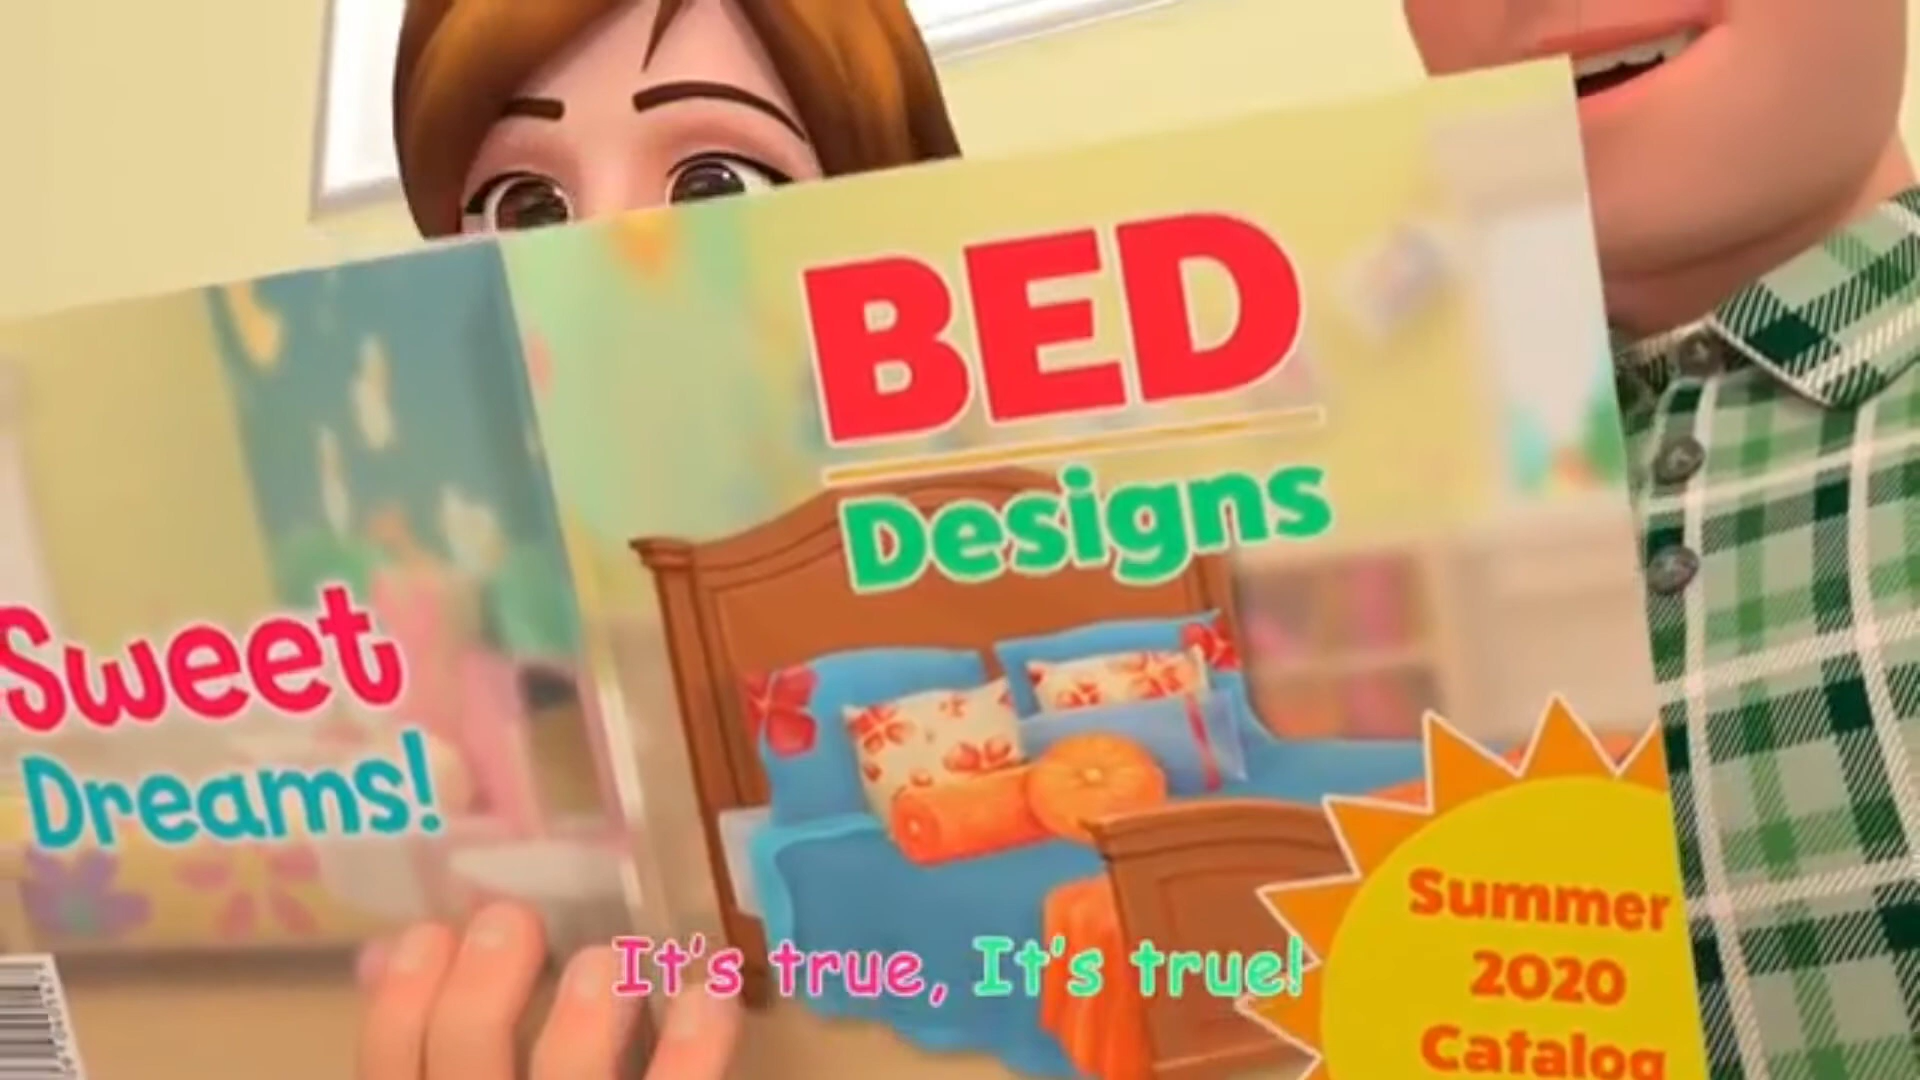 Sweet
Dreams!
BED
Designs
Summer
2020
Catalog
It's true, It's true!